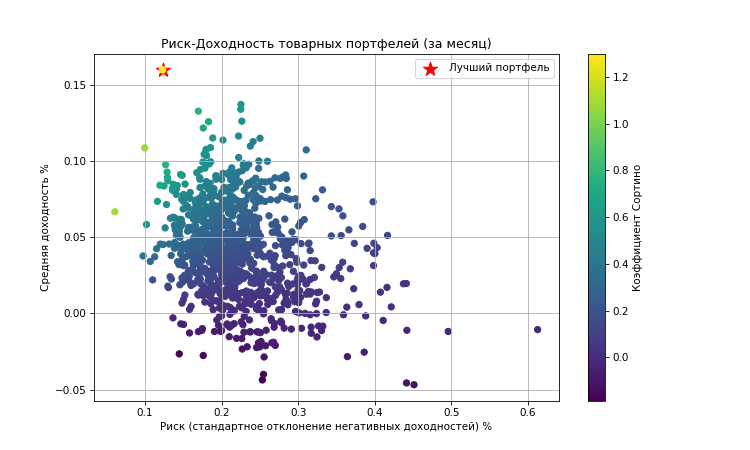 Риск-Доходность товарных портфелей (за месяц)
Лучший портфель
Средняя доходность %
0.15
0.10
0.05
0.00
−0.05
0.1 0.2 0.3 0.4 0.5 0.6
Риск (стандартное отклонение негативных доходностей) %
1.2
1.0
0.8
0.6
0.4
0.2
0.0
Коэффициент Сортино